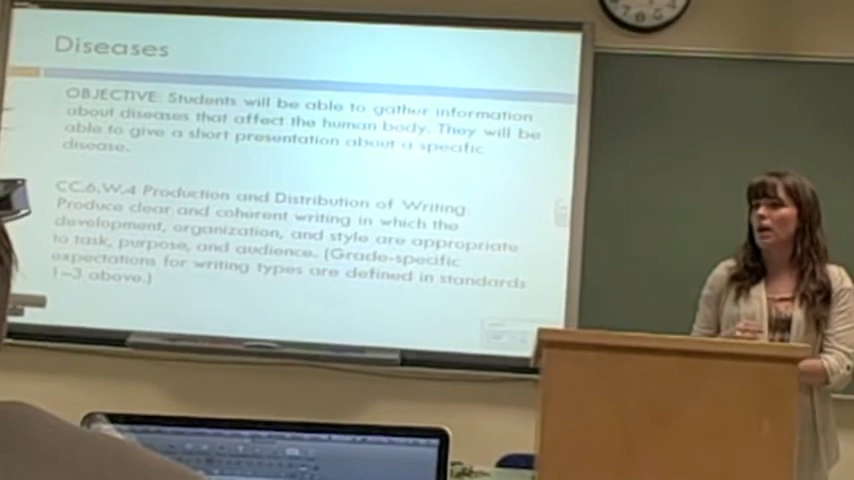 Diseases
OBJECTIVE: Students will be able to gather information
about diseases that affect the human body. They will be
able to give a short presentation about a specific
disease.
CC.6.W.4 Production and Distribution of Writing:
Produce clear and coherent writing in which the
development, organization, and style are appropriate
to task, purpose, and audience. (Grade-specific
expectations for writing types are defined in standards
1–3 above.)